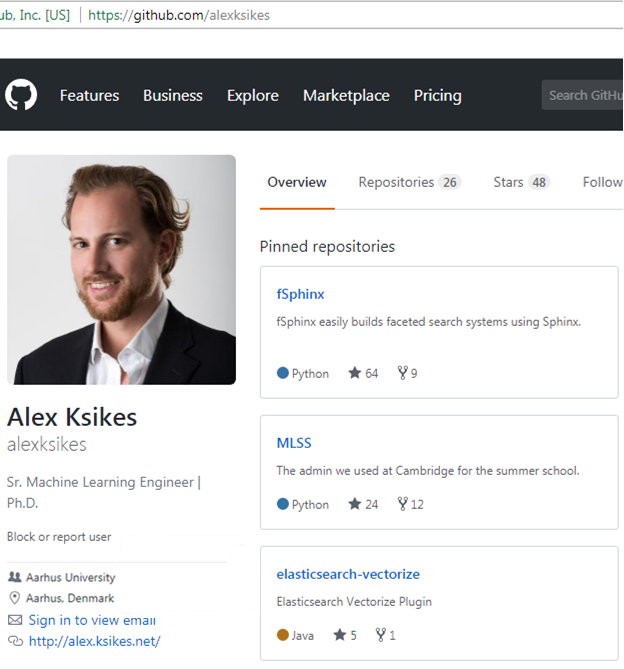 ub, Inc. [US] | https://github.com/alexksikes
Features Business Explore Marketplace Pricing Search GitHu
Overview Repositories 26 Stars 48 Follow
Pinned repositories
fSphinx
fSphinx easily builds faceted search systems using Sphinx.
Python 64 9
Alex Ksikes
alexksikes
Sr. Machine Learning Engineer |
Ph.D.
Block or report user
Aarhus University
Aarhus, Denmark
Sign in to view email
http://alex.ksikes.net/
MLSS
The admin we used at Cambridge for the summer school.
Python 24 12
elasticsearch-vectorize
Elasticsearch Vectorize Plugin
Java 5 1